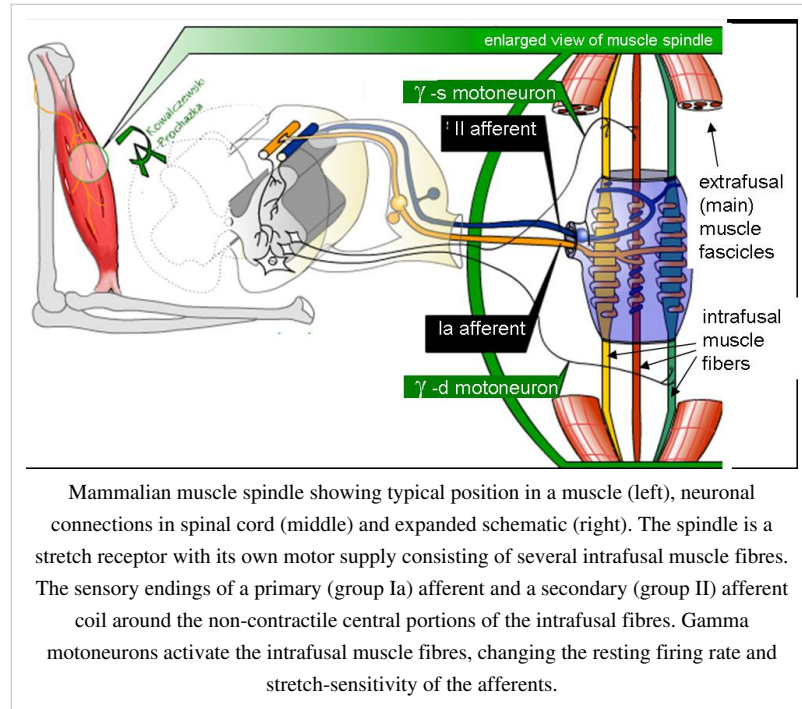 enlarged view of muscle spindle
Kowalczewski
Prochazka
γ -s motoneuron
II afferent
extrafusal
(main)
muscle
fascicles
Ia afferent
intrafusal
muscle
fibers
γ -d motoneuron
Mammalian muscle spindle showing typical position in a muscle (left), neuronal
connections in spinal cord (middle) and expanded schematic (right). The spindle is a
stretch receptor with its own motor supply consisting of several intrafusal muscle fibres.
The sensory endings of a primary (group Ia) afferent and a secondary (group II) afferent
coil around the non-contractile central portions of the intrafusal fibres. Gamma
motoneurons activate the intrafusal muscle fibres, changing the resting firing rate and
stretch-sensitivity of the afferents.